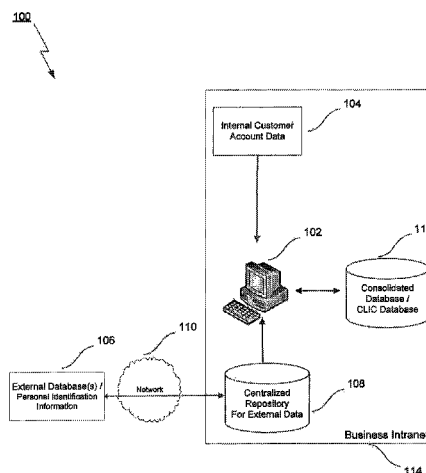 100
104
Internal Customer
Account Data
102
11
Consolidated
Database /
CLIC Database
106
110
External Database(s) /
Personal Identification
Information
Network
Centralized
Repository
For External Data
108
Business Intrane
114